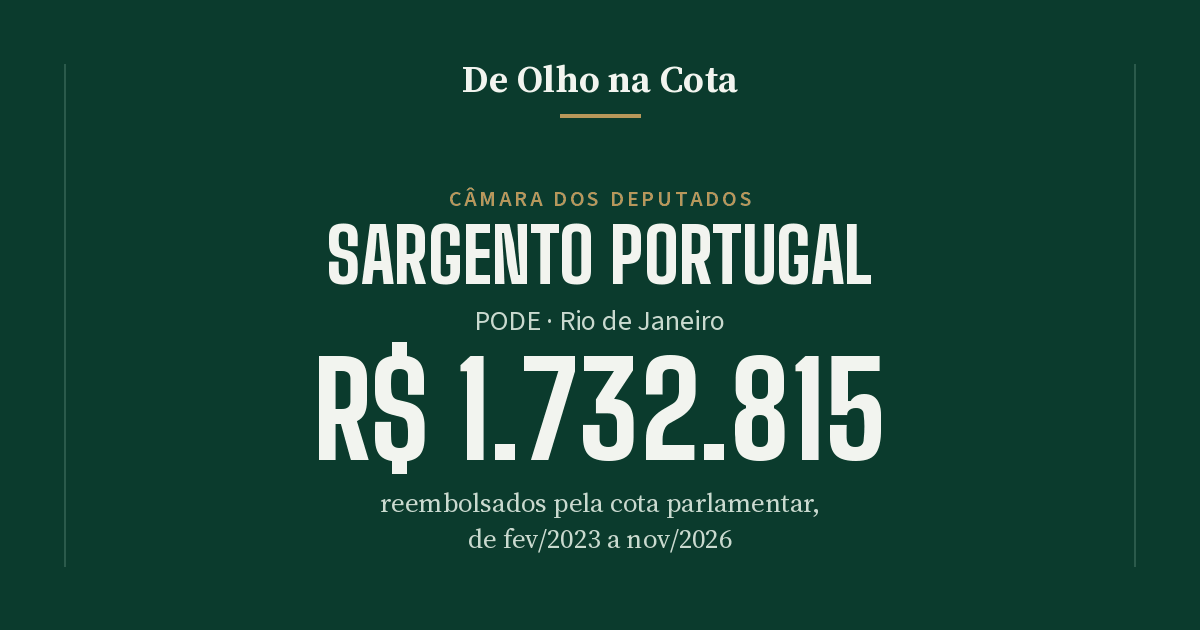 De Olho na Cota
CÂMARA DOS DEPUTADOS
SARGENTO PORTUGAL
PODE · Rio de Janeiro
R$ 1.732.815
reembolsados pela cota parlamentar,
de fev/2023 a nov/2026